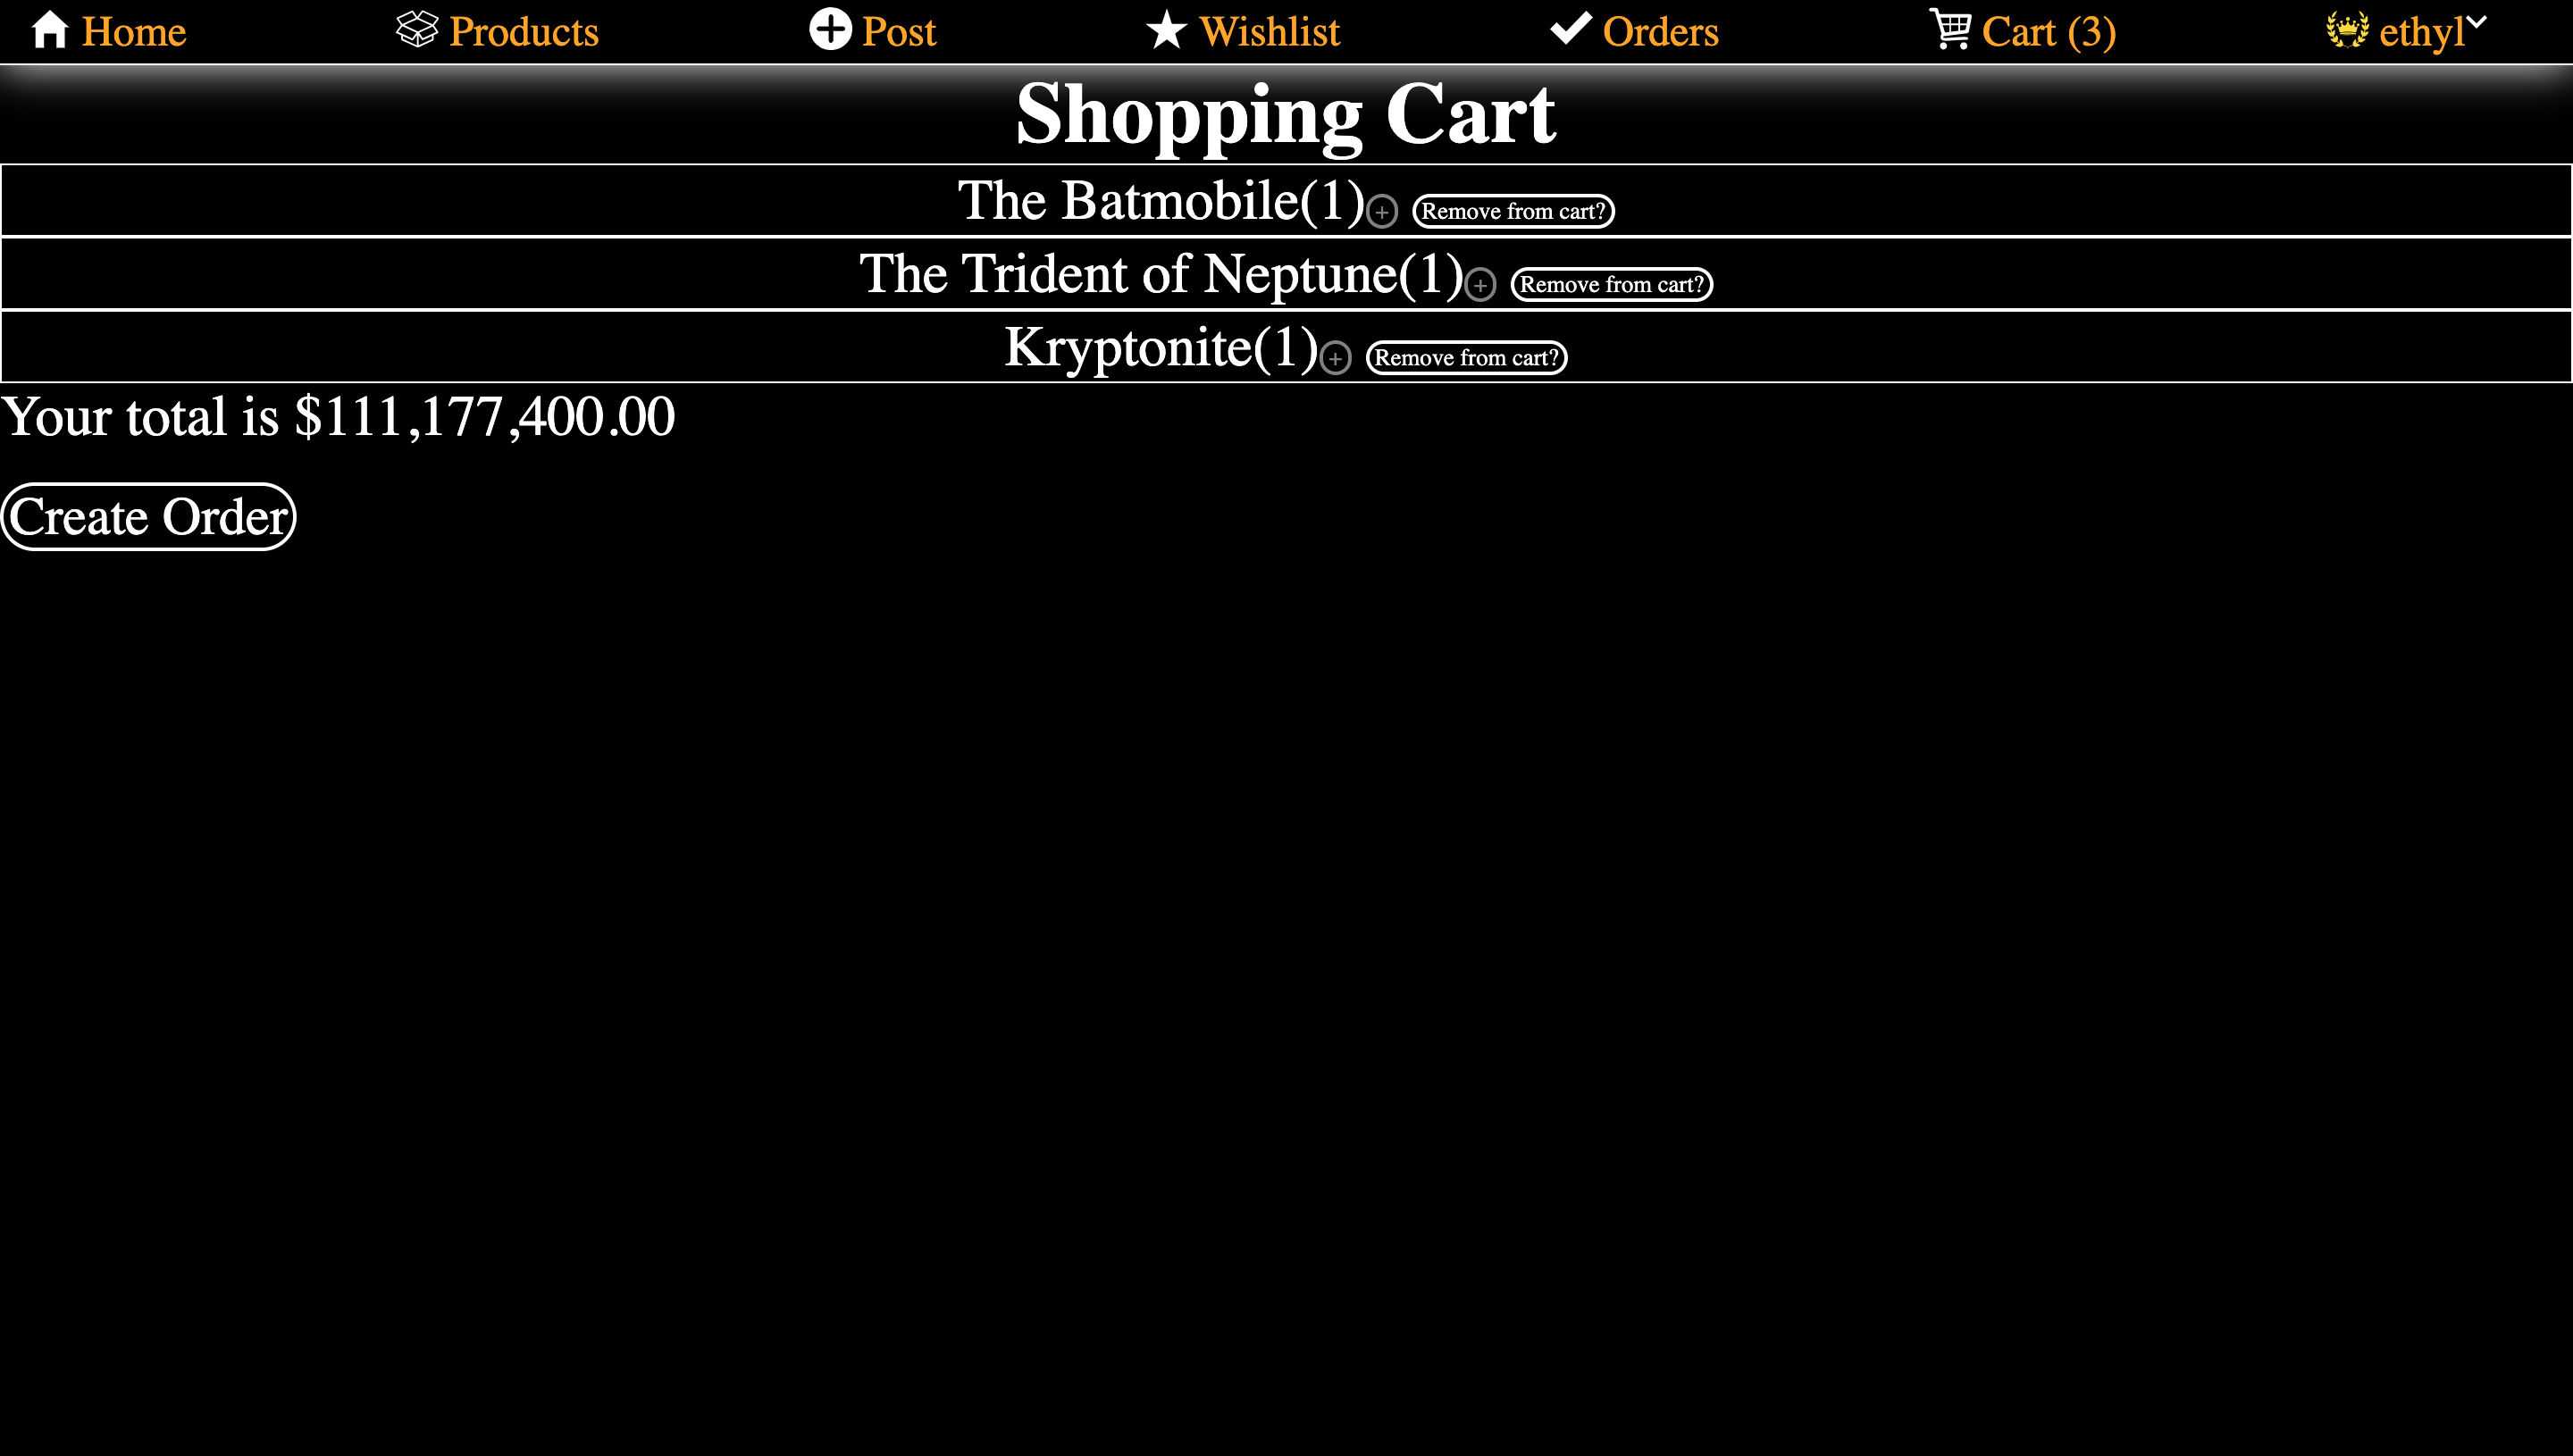 Home Products Post Wishlist Orders Cart (3) ethyl
Shopping Cart
The Batmobile(1) + Remove from cart?
The Trident of Neptune(1) + Remove from cart?
Kryptonite(1) + Remove from cart?
Your total is $111,177,400.00
Create Order